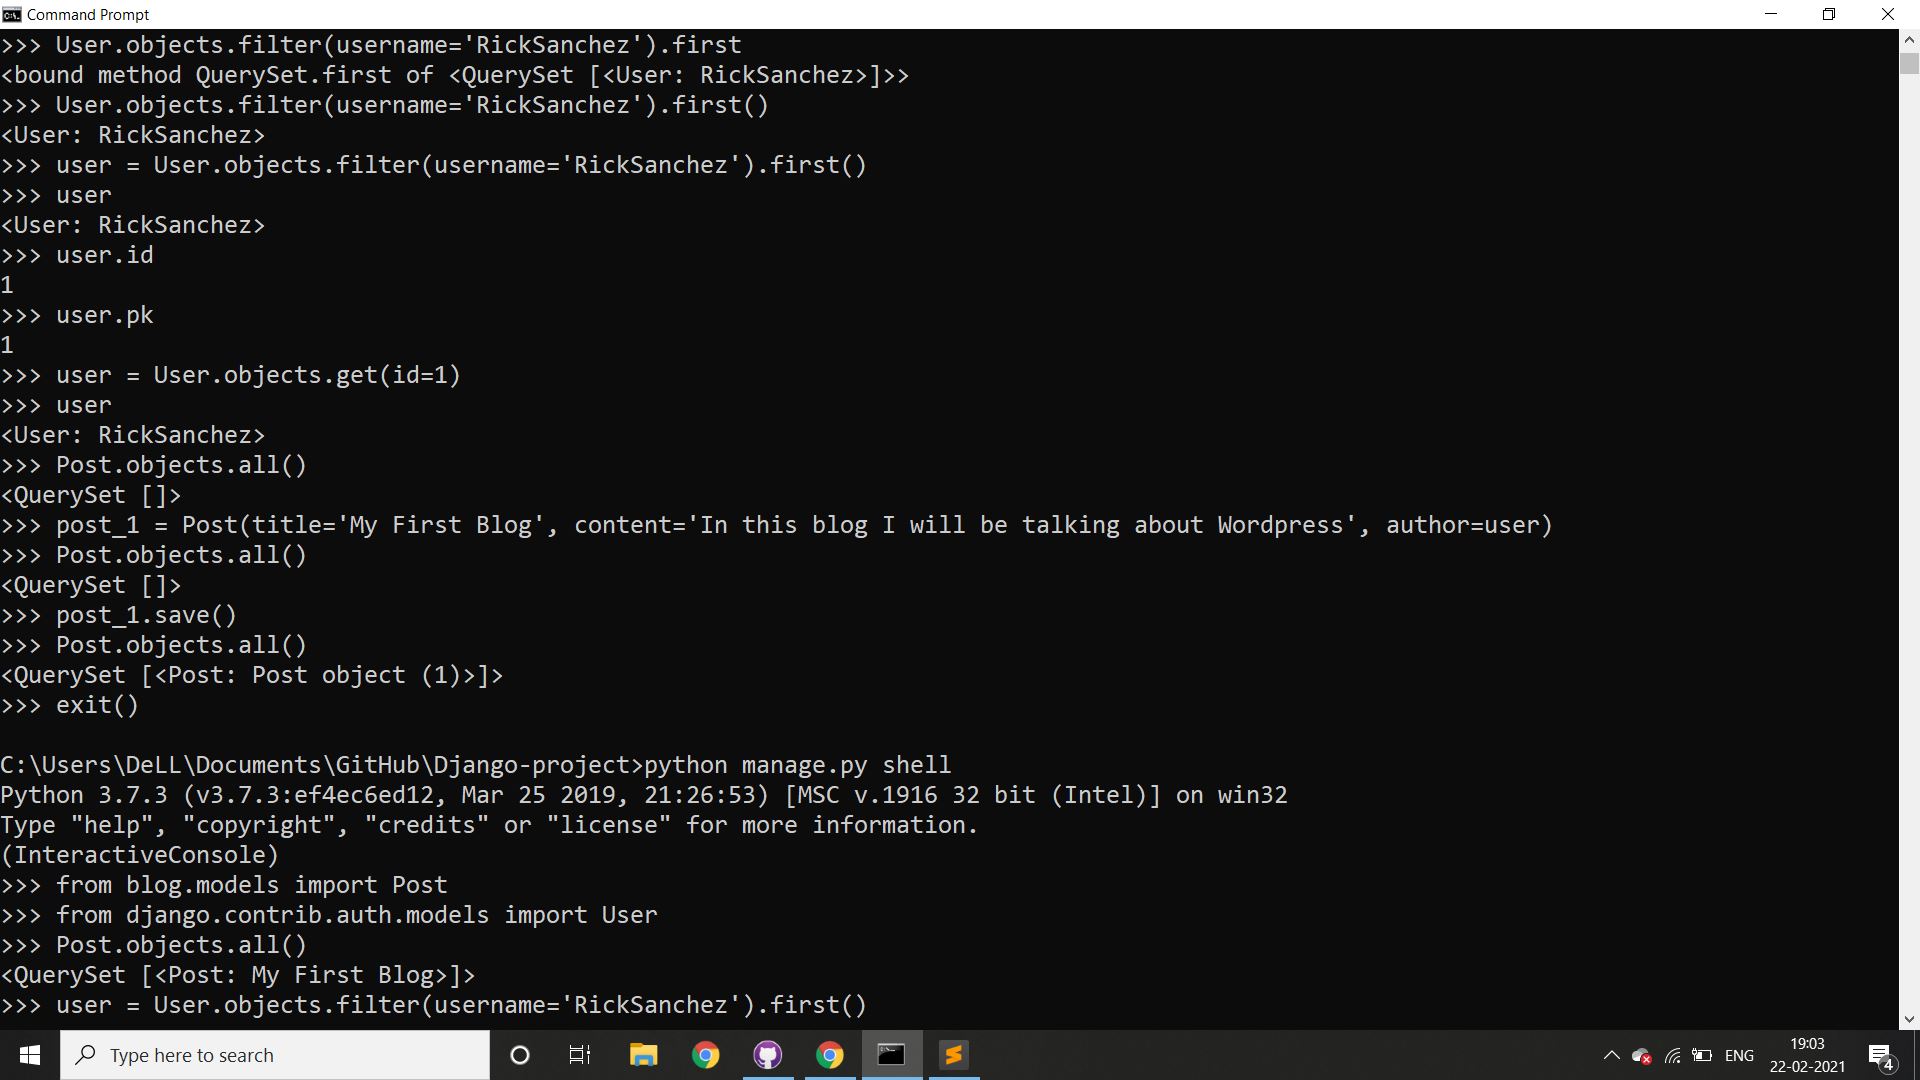 Command Prompt
>>> User.objects.filter(username='RickSanchez').first
<bound method QuerySet.first of <QuerySet [<User: RickSanchez>]>>
>>> User.objects.filter(username='RickSanchez').first()
<User: RickSanchez>
>>> user = User.objects.filter(username='RickSanchez').first()
>>> user
<User: RickSanchez>
>>> user.id
1
>>> user.pk
1
>>> user = User.objects.get(id=1)
>>> user
<User: RickSanchez>
>>> Post.objects.all()
<QuerySet []>
>>> post_1 = Post(title='My First Blog', content='In this blog I will be talking about Wordpress', author=user)
>>> Post.objects.all()
<QuerySet []>
>>> post_1.save()
>>> Post.objects.all()
<QuerySet [<Post: Post object (1)>]>
>>> exit()
C:\Users\DeLL\Documents\GitHub\Django-project>python manage.py shell
Python 3.7.3 (v3.7.3:ef4ec6ed12, Mar 25 2019, 21:26:53) [MSC v.1916 32 bit (Intel)] on win32
Type "help", "copyright", "credits" or "license" for more information.
(InteractiveConsole)
>>> from blog.models import Post
>>> from django.contrib.auth.models import User
>>> Post.objects.all()
<QuerySet [<Post: My First Blog>]>
>>> user = User.objects.filter(username='RickSanchez').first()
Type here to search
ENG
19:03
22-02-2021
4